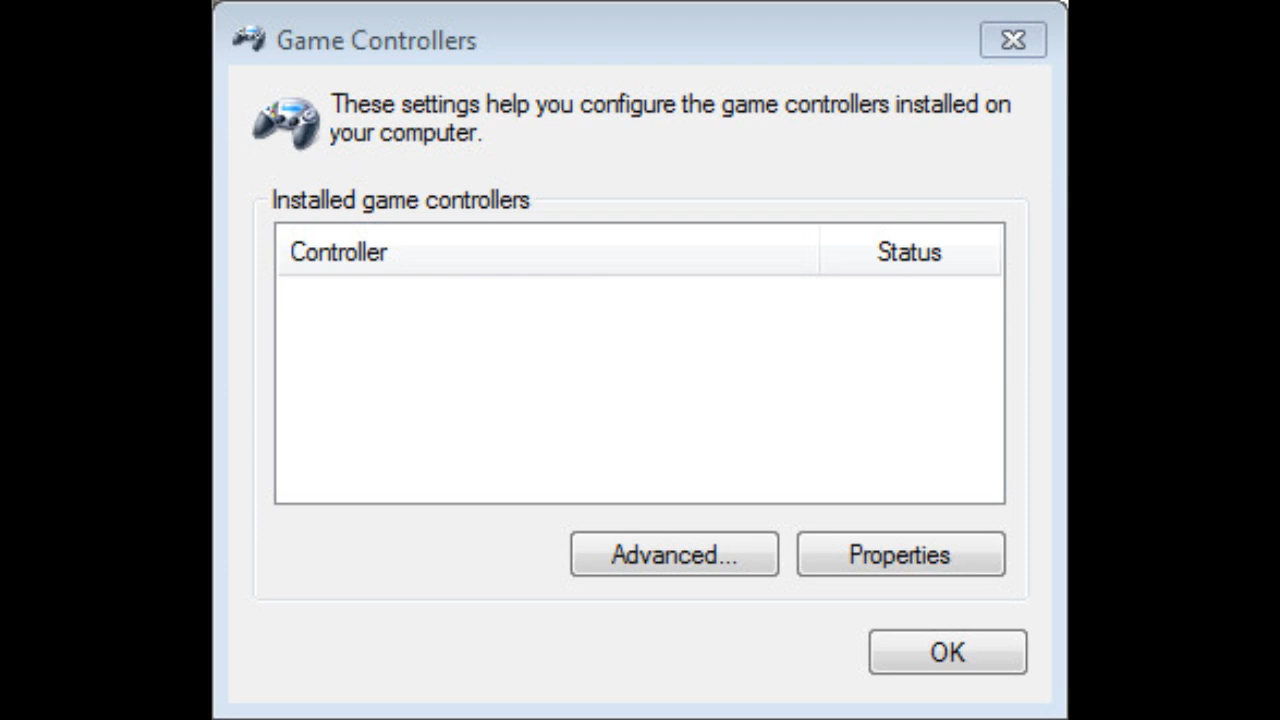 Game Controllers
These settings help you configure the game controllers installed on
your computer.
Installed game controllers
Controller Status
Advanced... Properties
OK